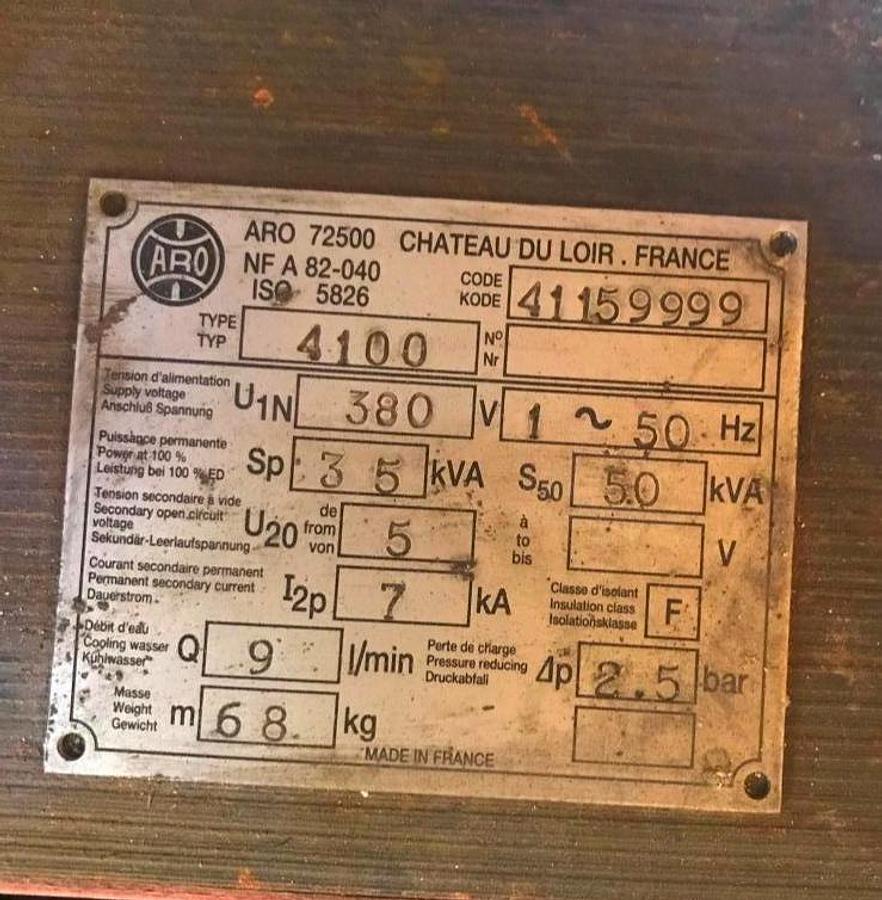 ARO
ARO 72500 CHATEAU DU LOIR . FRANCE
NF A 82-040
ISO 5826
CODE
KODE
41159999
TYPE
TYP
4100
N°
Nr
Tension d'alimentation
Supply voltage
Anschluß Spannung
U1N 380 V 1 ~ 50 Hz
Puissance permanente
Power at 100 %
Leistung bei 100 % ED
Sp 35 kVA S50 50 kVA
Tension secondaire à vide
Secondary open circuit
voltage
Sekundär-Leerlaufspannung
U20
de
from
von
5
à
to
bis
V
Courant secondaire permanent
Permanent secondary current
Dauerstrom
I2p 7 kA
Classe d'isolant
Insulation class
Isolationsklasse
F
Débit d'eau
Cooling wasser
Kühlwasser
Q 9 l/min
Perte de charge
Pressure reducing
Druckabfall
Δp 2.5 bar
Masse
Weight
Gewicht
m 68 kg
MADE IN FRANCE